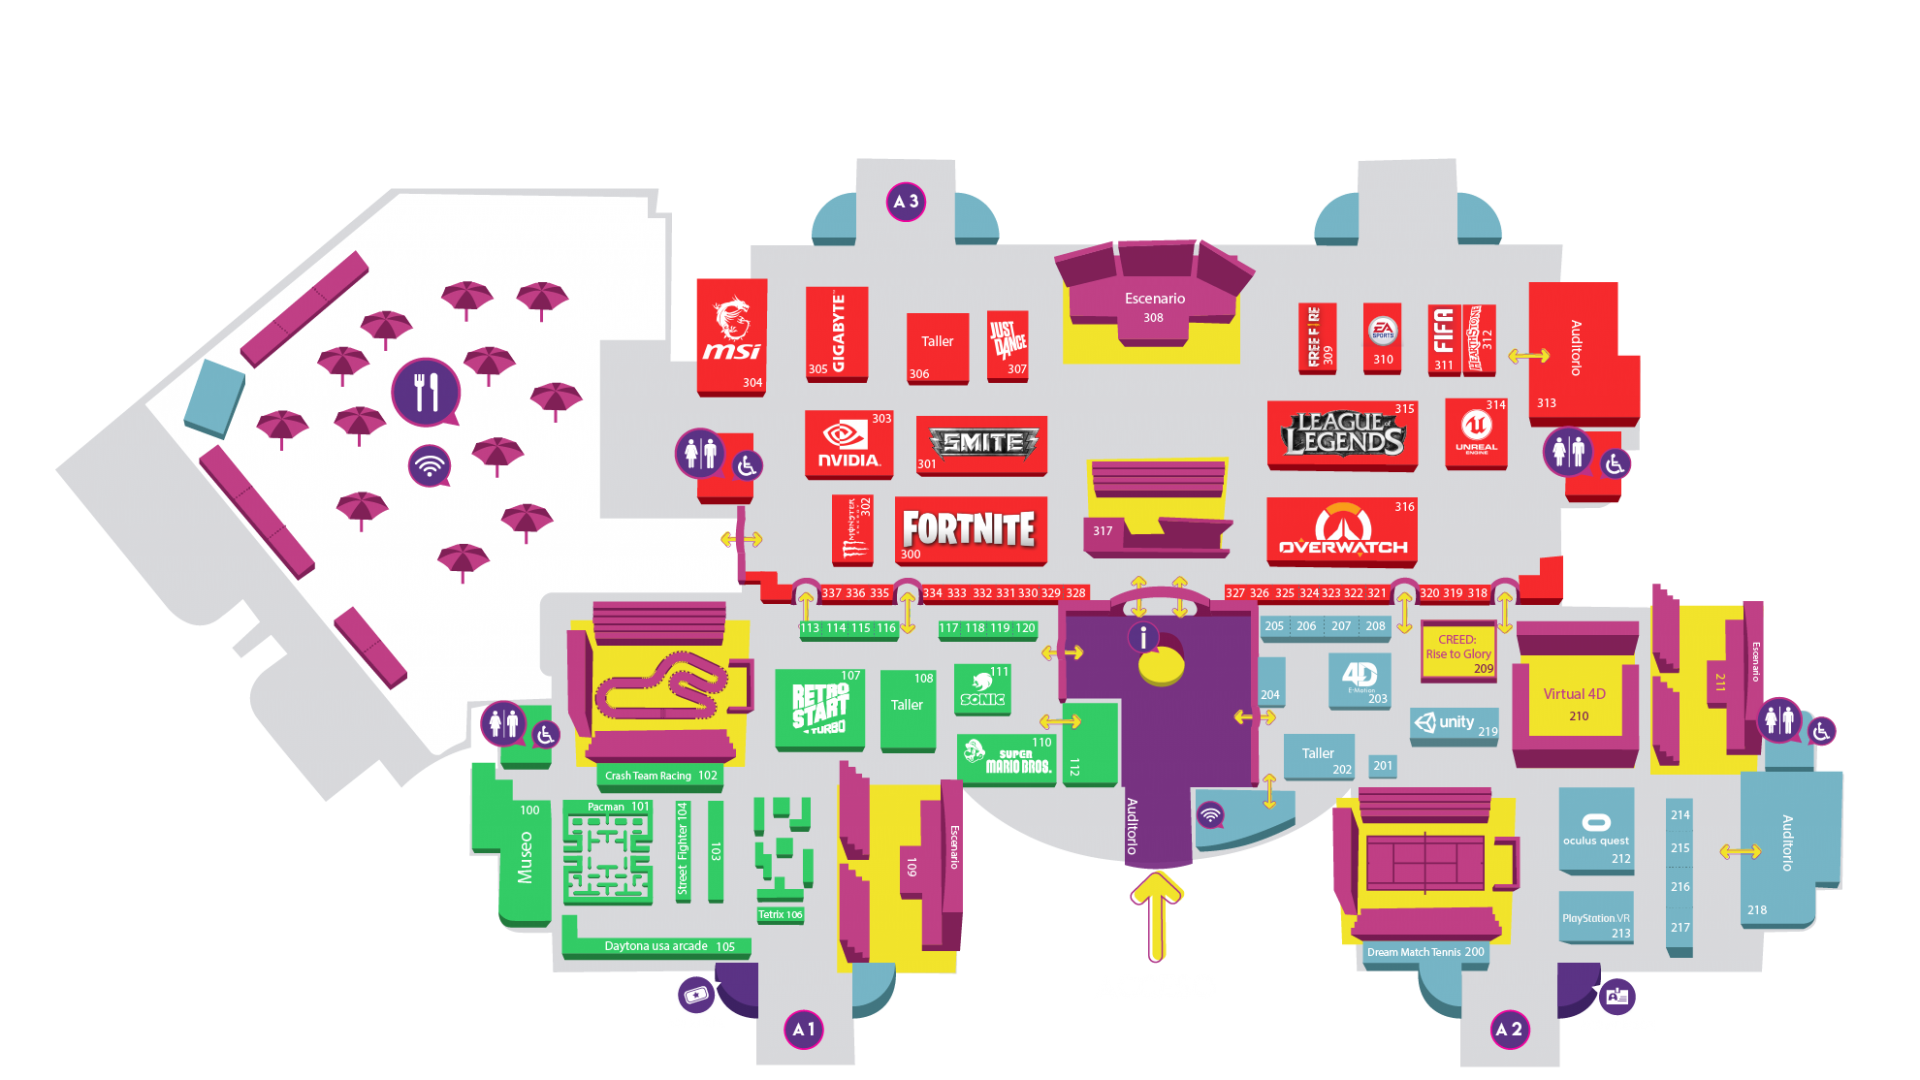 A 3
msi
304
GIGABYTE
305
Taller
306
JUST
DANCE
307
Escenario
308
FREE FIRE
309
EA
SPORTS
310
FIFA
311
312
Auditorio
313
NVIDIA
303
SMITE
301
LEAGUE OF
LEGENDS
315
314
UNREAL
ENGINE
MONSTER
302
FORTNITE
300
317
316
OVERWATCH
337 336 335
334 333 332 331 330 329 328
327 326 325 324 323 322 321
320 319 318
113 114 115 116
117 118 119 120
205 206 207 208
i
CREED:
Rise to Glory
209
107
RETRO
START
TURBO
108
Taller
111
SONIC
110
SUPER
MARIO BROS.
112
204
4D
E-Motion
203
unity
219
Taller
202
201
Virtual 4D
210
Escenario
211
Crash Team Racing 102
100
Museo
Pacman 101
Street Fighter 104
103
Tetrix 106
Daytona usa arcade 105
Escenario
109
Auditorio
Dream Match Tennis 200
oculus quest
212
PlayStation.VR
213
214
215
216
217
Auditorio
218
A 1
A 2